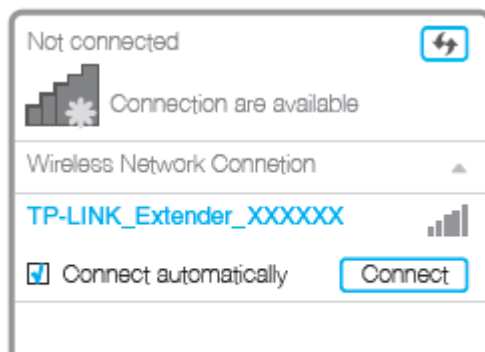 Not connected
Connection are available
Wireless Network Connetion
TP-LINK_Extender_XXXXXX
Connect automatically
Connect